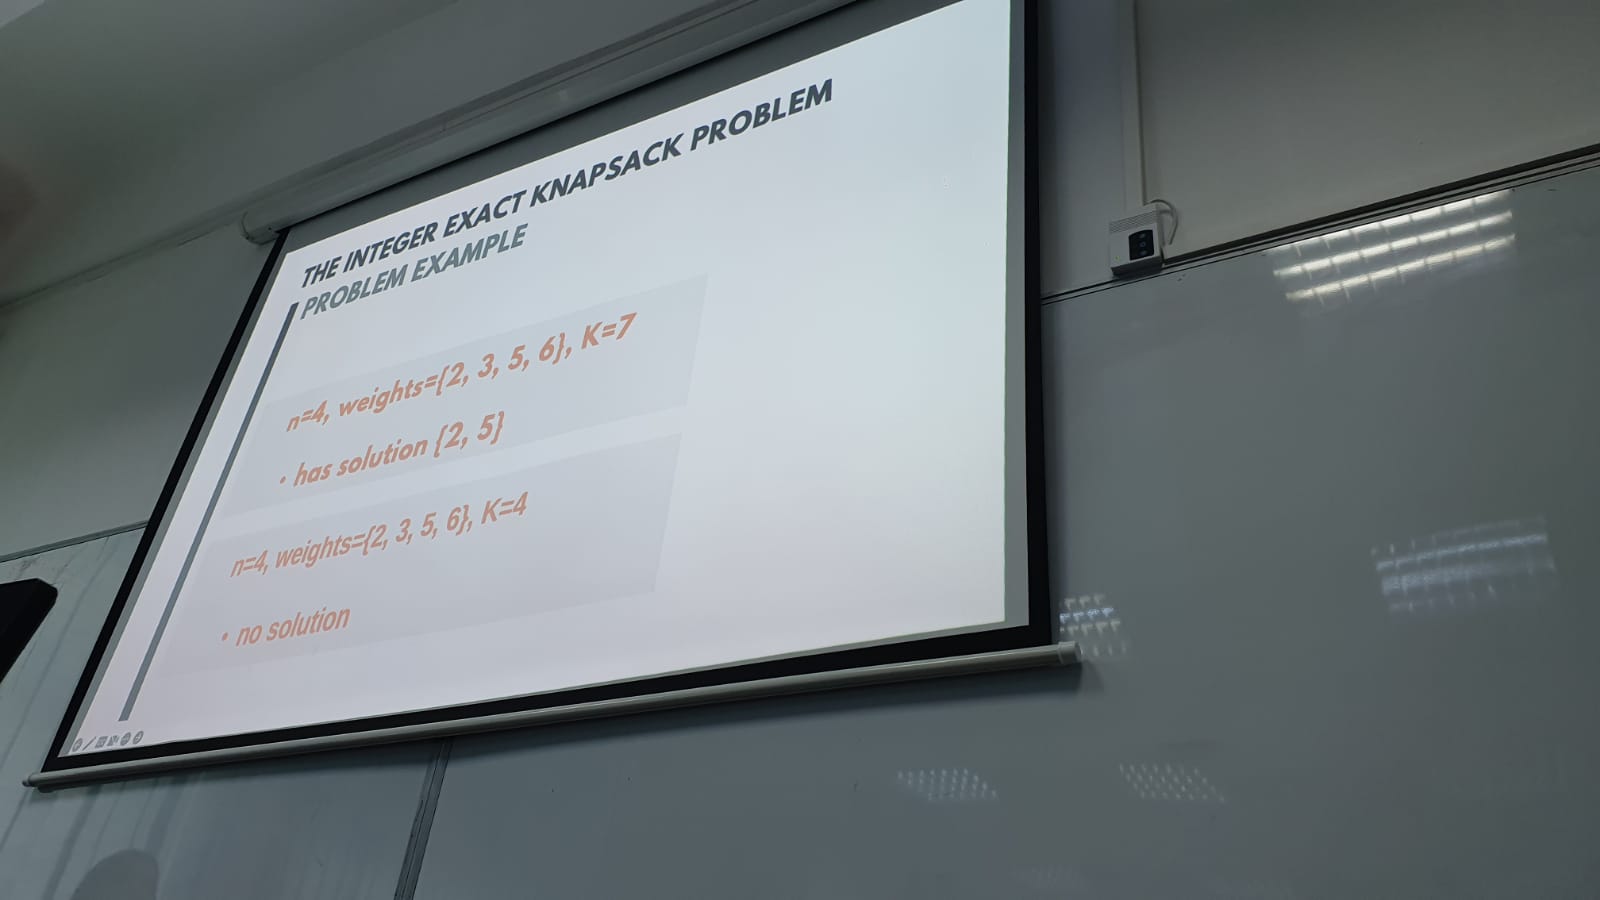 THE INTEGER EXACT KNAPSACK PROBLEM
PROBLEM EXAMPLE
n=4, weights={2, 3, 5, 6}, K=7
• has solution {2, 5}
n=4, weights={2, 3, 5, 6}, K=4
• no solution